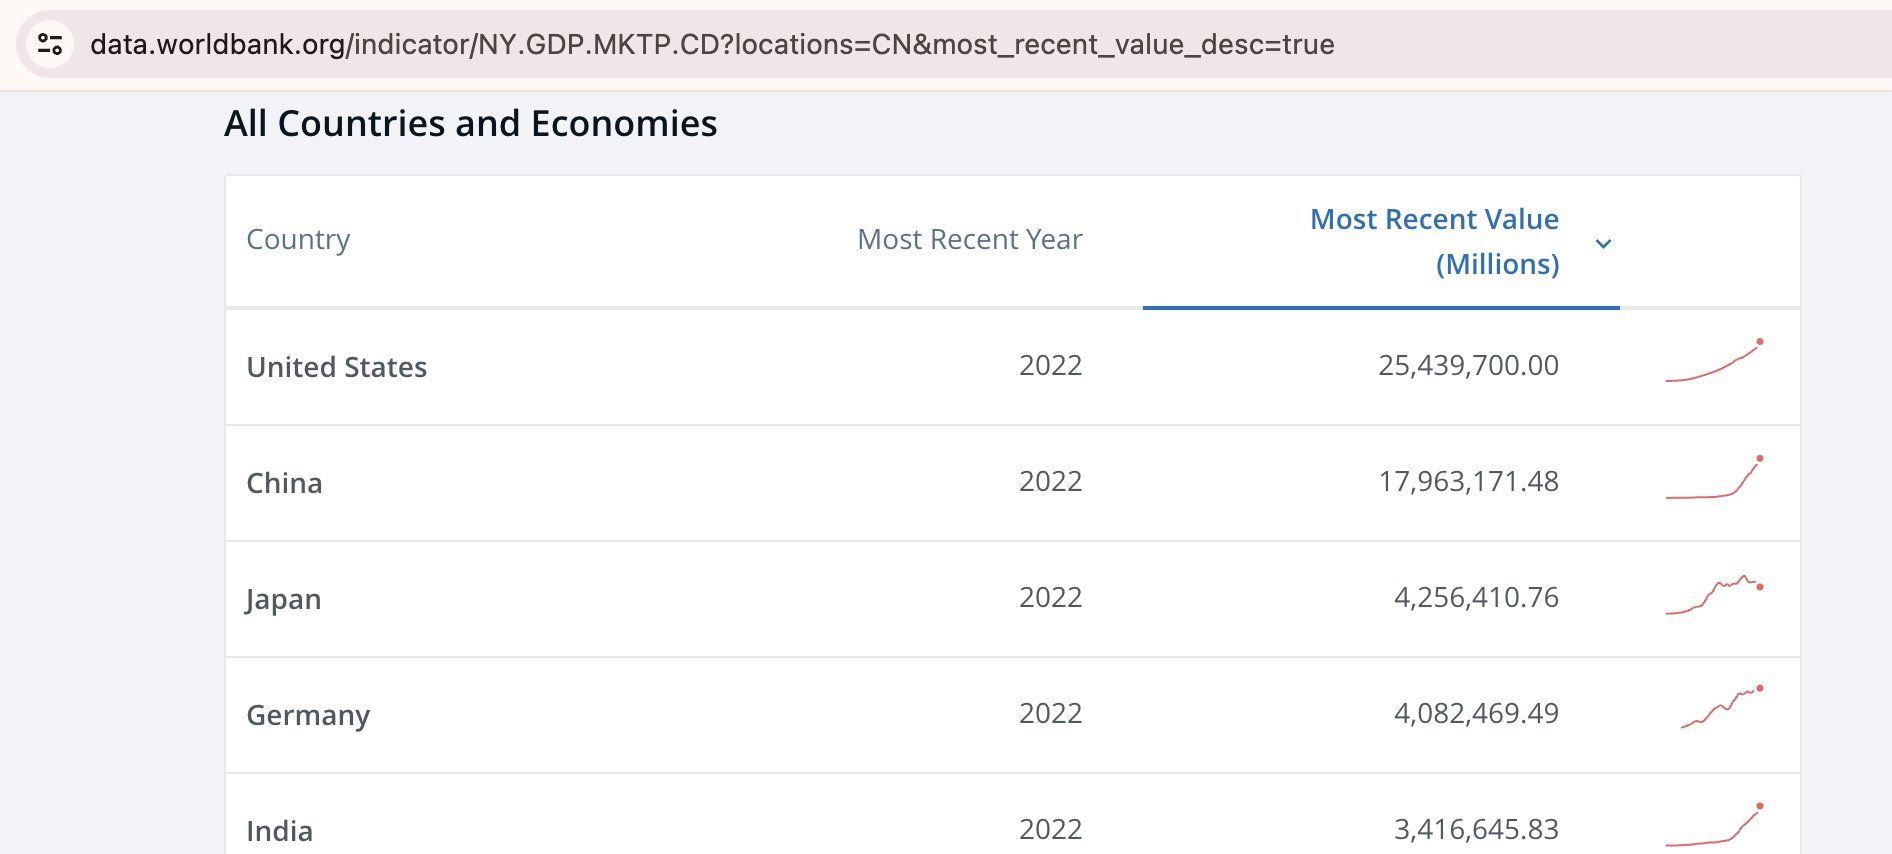 data.worldbank.org/indicator/NY.GDP.MKTP.CD?locations=CN&most_recent_value_desc=true
All Countries and Economies
Country Most Recent Year Most Recent Value
(Millions)
United States 2022 25,439,700.00
China 2022 17,963,171.48
Japan 2022 4,256,410.76
Germany 2022 4,082,469.49
India 2022 3,416,645.83